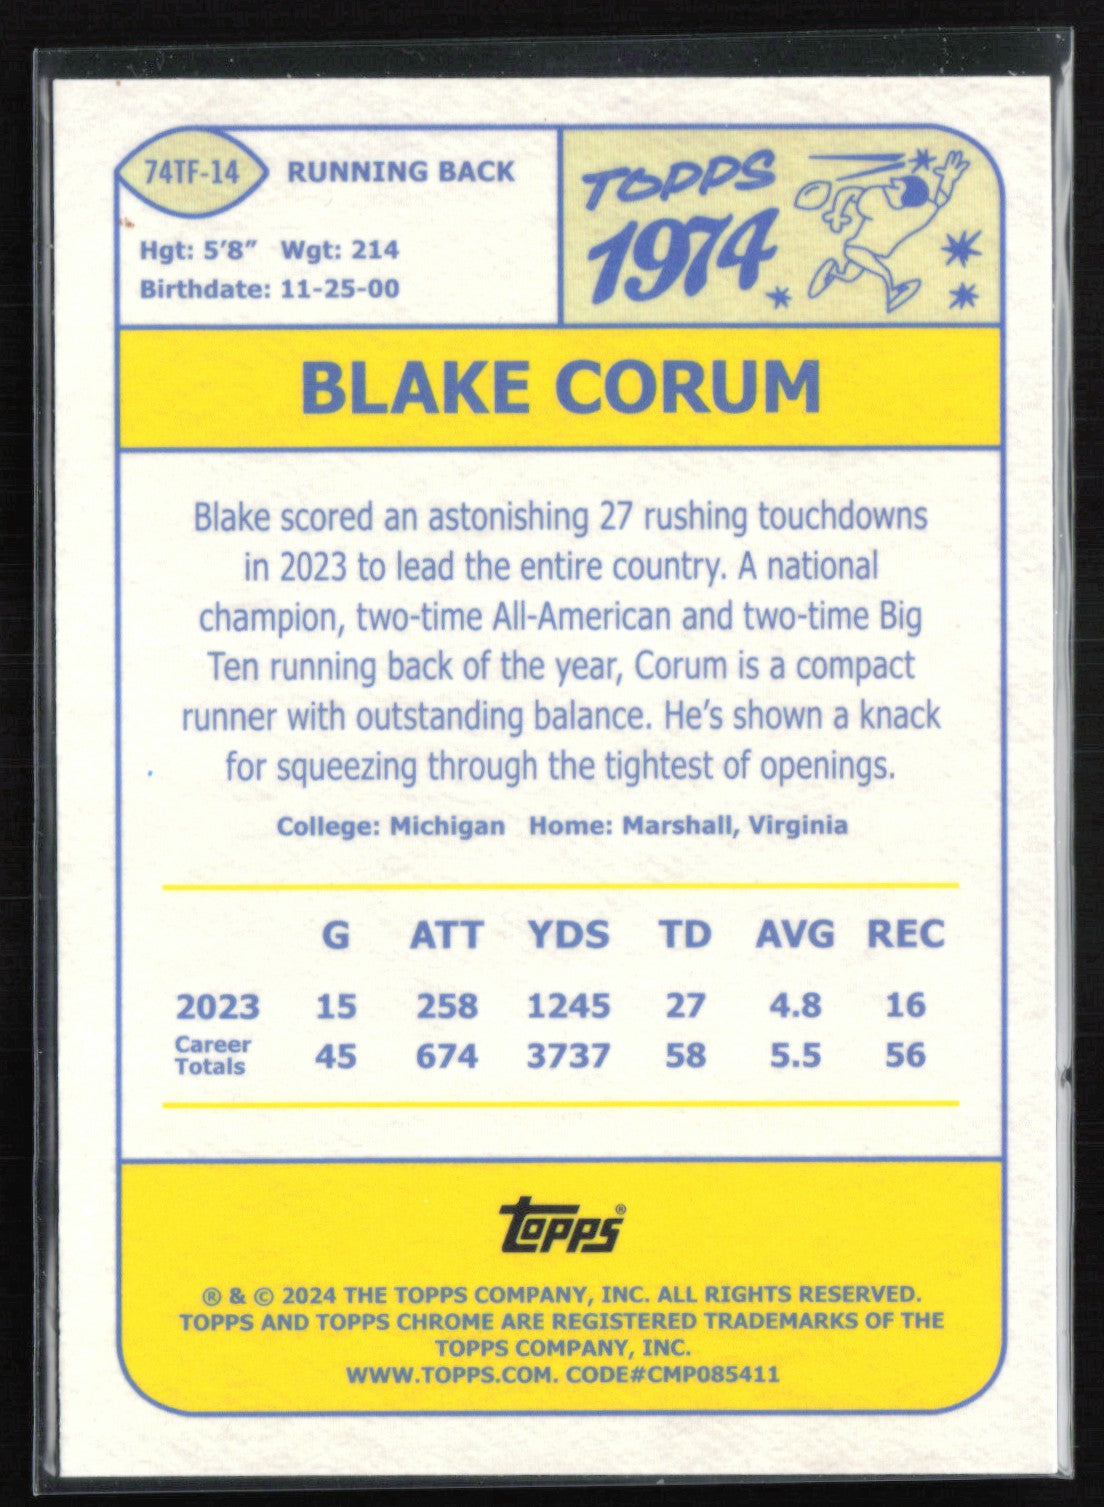 74TF-14 RUNNING BACK
TOPPS
1974
Hgt: 5'8" Wgt: 214
Birthdate: 11-25-00
BLAKE CORUM
Blake scored an astonishing 27 rushing touchdowns
in 2023 to lead the entire country. A national
champion, two-time All-American and two-time Big
Ten running back of the year, Corum is a compact
runner with outstanding balance. He's shown a knack
for squeezing through the tightest of openings.
College: Michigan Home: Marshall, Virginia
G ATT YDS TD AVG REC
2023 15 258 1245 27 4.8 16
Career Totals 45 674 3737 58 5.5 56
Topps®
® & © 2024 THE TOPPS COMPANY, INC. ALL RIGHTS RESERVED.
TOPPS AND TOPPS CHROME ARE REGISTERED TRADEMARKS OF THE
TOPPS COMPANY, INC.
WWW.TOPPS.COM. CODE#CMP085411